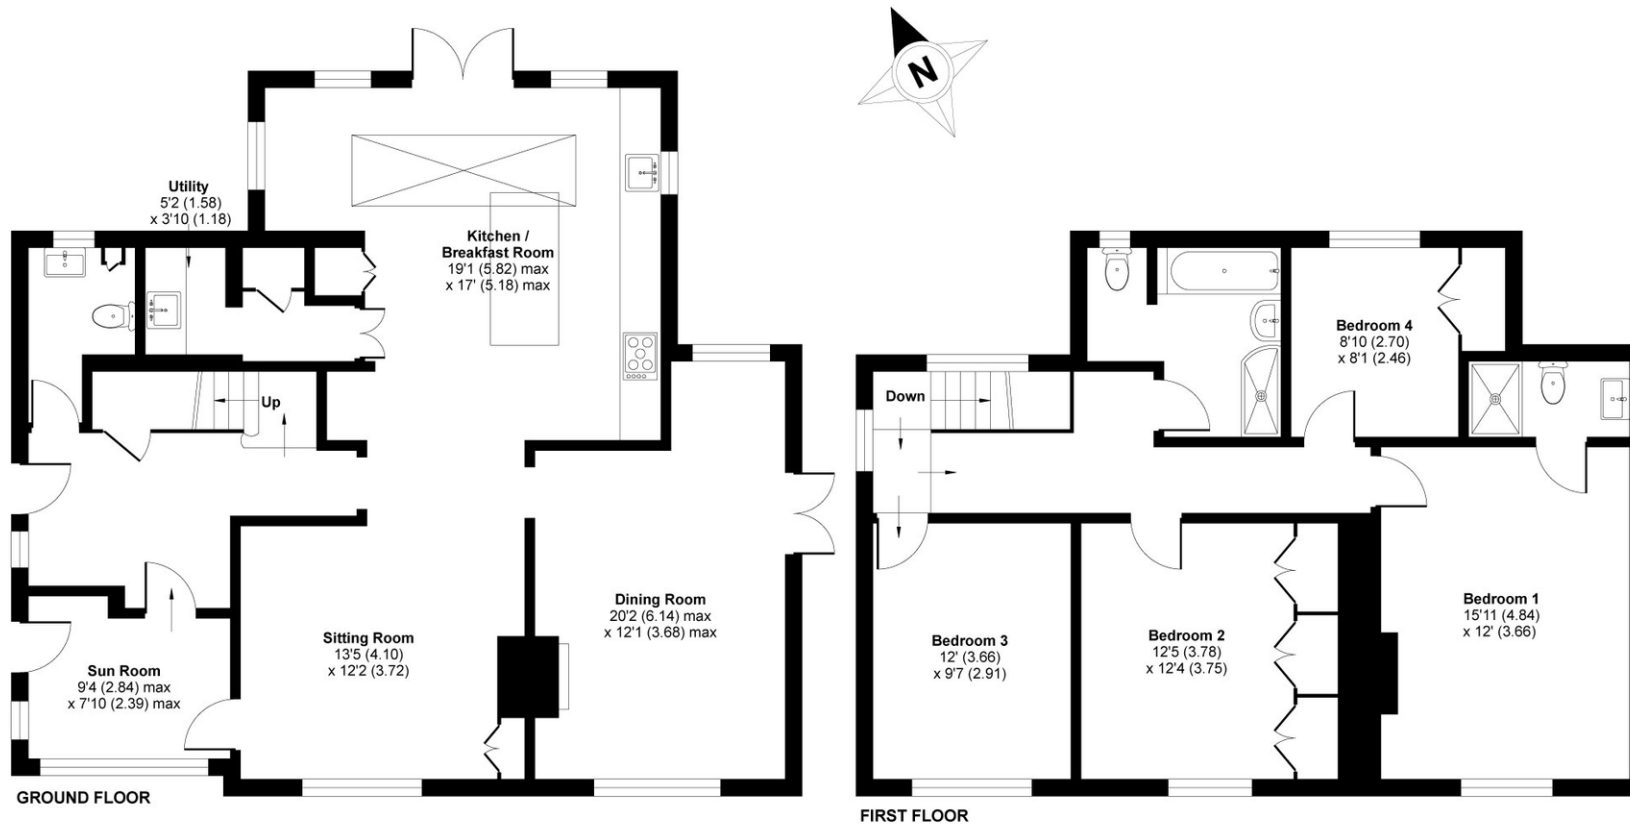 N
Utility
5'2 (1.58)
x 3'10 (1.18)
Kitchen /
Breakfast Room
19'1 (5.82) max
x 17' (5.18) max
Up
Sitting Room
13'5 (4.10)
x 12'2 (3.72)
Dining Room
20'2 (6.14) max
x 12'1 (3.68) max
Sun Room
9'4 (2.84) max
x 7'10 (2.39) max
GROUND FLOOR
Down
Bedroom 4
8'10 (2.70)
x 8'1 (2.46)
Bedroom 3
12' (3.66)
x 9'7 (2.91)
Bedroom 2
12'5 (3.78)
x 12'4 (3.75)
Bedroom 1
15'11 (4.84)
x 12' (3.66)
FIRST FLOOR